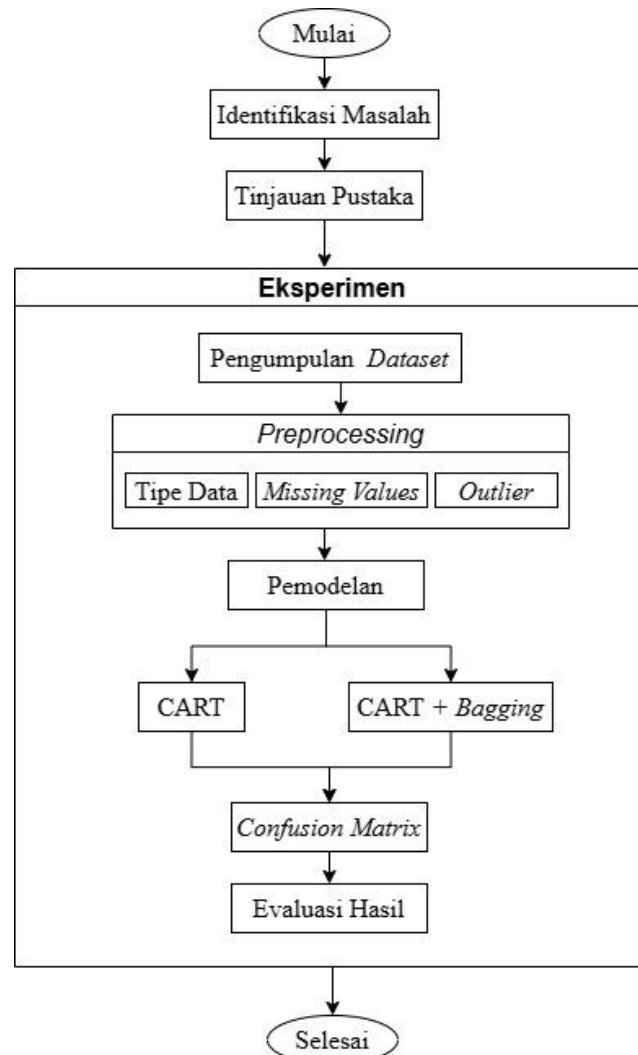 Mulai
Identifikasi Masalah
Tinjauan Pustaka
Eksperimen
Pengumpulan Dataset
Preprocessing
Tipe Data
Missing Values
Outlier
Pemodelan
CART
CART + Bagging
Confusion Matrix
Evaluasi Hasil
Selesai